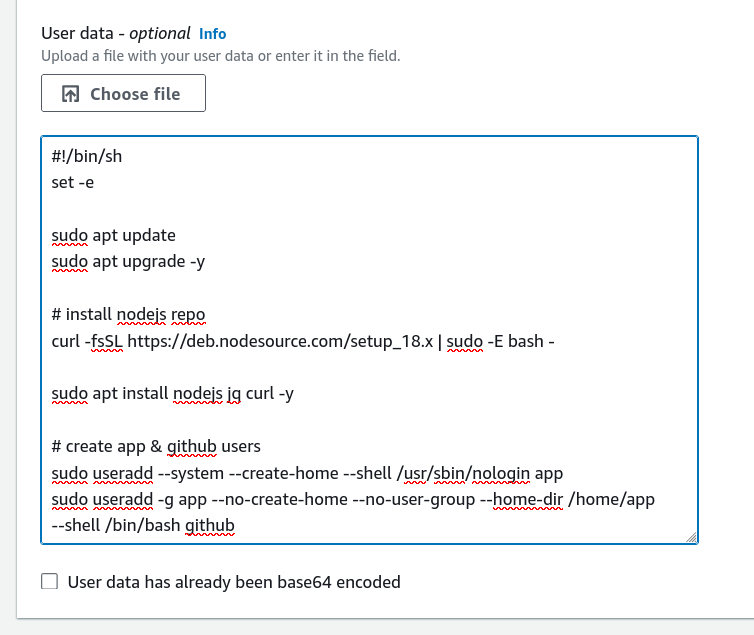 User data - optional Info
Upload a file with your user data or enter it in the field.
Choose file
#!/bin/sh
set -e
sudo apt update
sudo apt upgrade -y
# install nodejs repo
curl -fsSL https://deb.nodesource.com/setup_18.x | sudo -E bash -
sudo apt install nodejs jq curl -y
# create app & github users
sudo useradd --system --create-home --shell /usr/sbin/nologin app
sudo useradd -g app --no-create-home --no-user-group --home-dir /home/app
--shell /bin/bash github
User data has already been base64 encoded